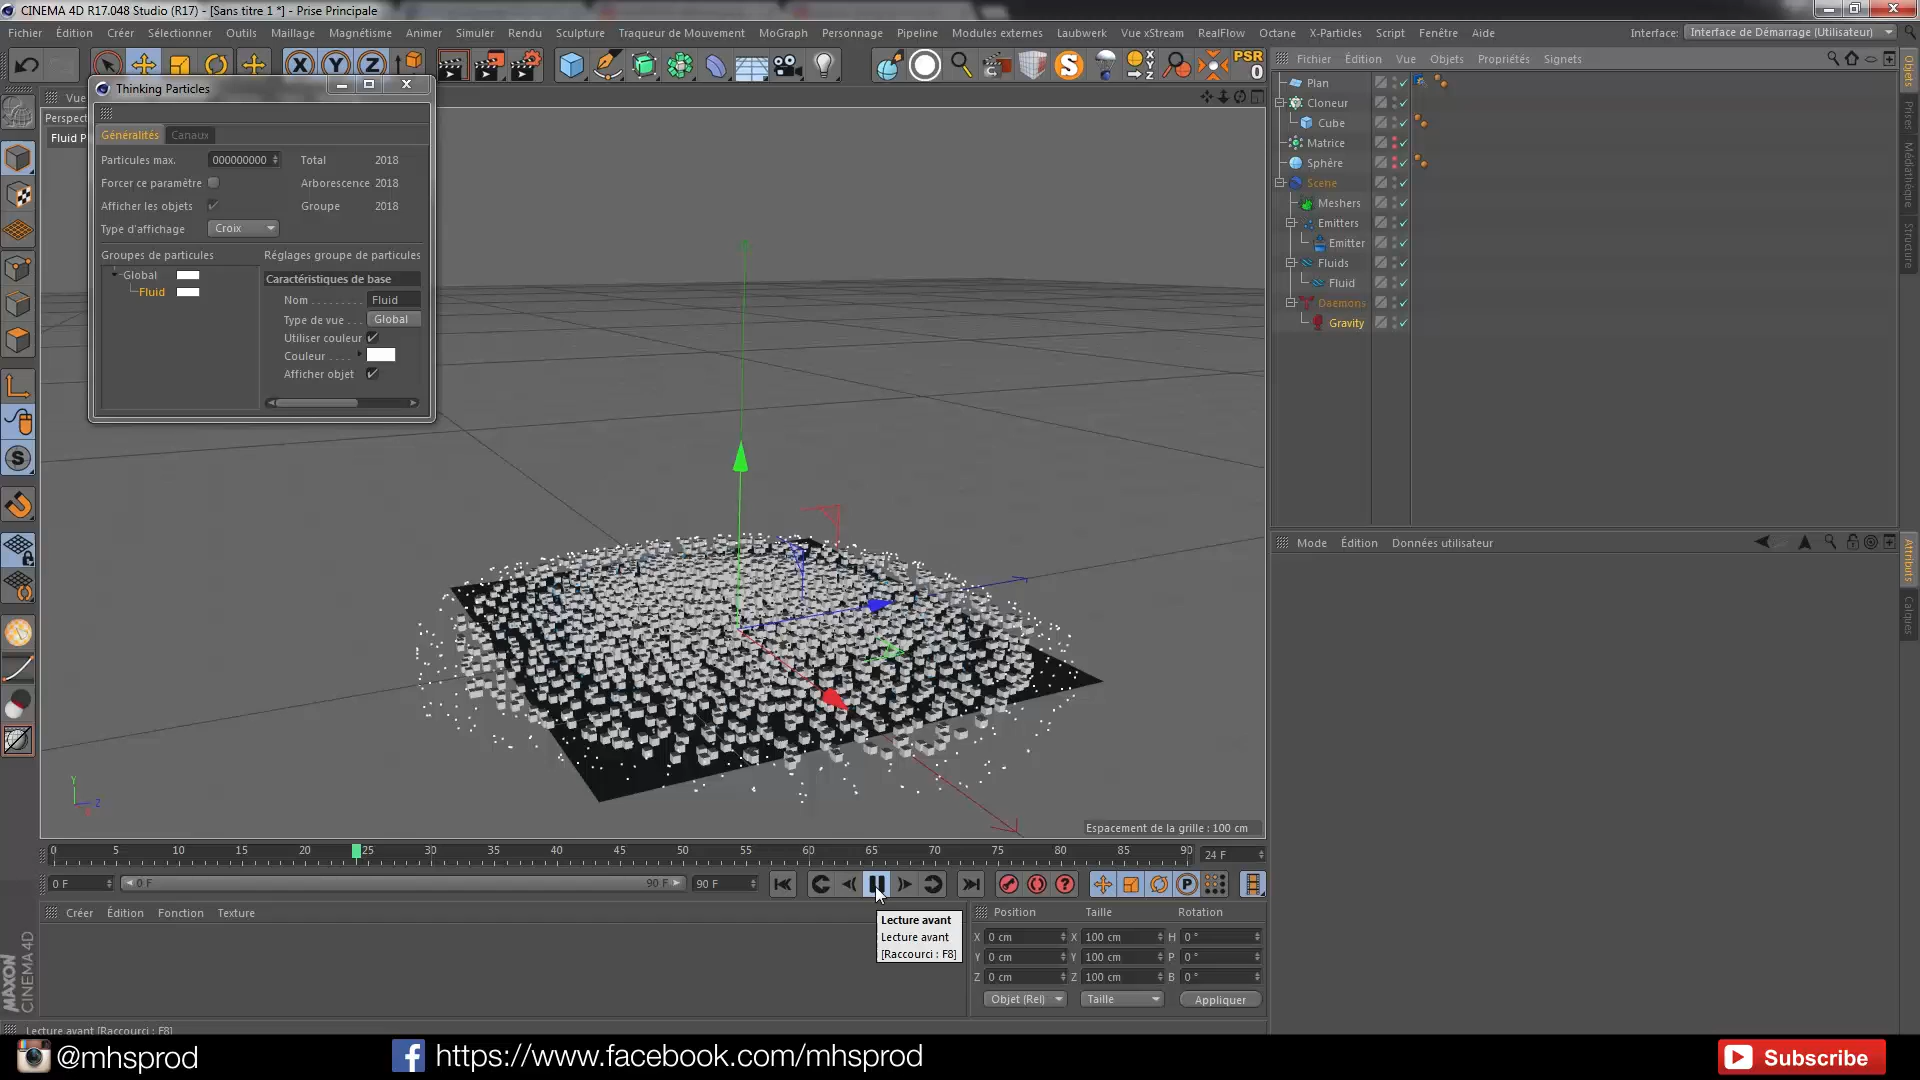 CINEMA 4D R17.048 Studio (R17) - [Sans titre 1 *] - Prise Principale
Fichier Édition Créer Sélectionner Outils Maillage Magnétisme Animer Simuler Rendu Sculpture Traqueur de Mouvement MoGraph Personnage Pipeline Modules externes Laubwerk Vue xStream RealFlow Octane X-Particles Script Fenêtre Aide
Interface: Interface de Démarrage (Utilisateur)
X Y Z S PSR
0
Fichier Édition Vue Objets Propriétés Signets
Vue
Perspect
Fluid P
Thinking Particles
Généralités Canaux
Particules max. 000000000 Total 2018
Forcer ce paramètre Arborescence 2018
Afficher les objets Groupe 2018
Type d'affichage Croix
Groupes de particules Réglages groupe de particules
Global
Fluid
Caractéristiques de base
Nom Fluid
Type de vue Global
Utiliser couleur
Couleur
Afficher objet
Plan
Cloneur
Cube
Matrice
Sphère
Scene
Meshers
Emitters
Emitter
Fluids
Fluid
Daemons
Gravity
Objets
Prises
Médiathèque
Structure
Mode Édition Données utilisateur
Attributs
Calques
S
Y
Z
Espacement de la grille : 100 cm
0 5 10 15 20 25 30 35 40 45 50 55 60 65 70 75 80 85 90 24 F
0 F 0 F 90 F 90 F
? P
Créer Édition Fonction Texture
Lecture avant
Lecture avant
[Raccourci : F8]
Position Taille Rotation
X 0 cm X 100 cm H 0 °
Y 0 cm Y 100 cm P 0 °
Z 0 cm Z 100 cm B 0 °
Objet (Rel) Taille Appliquer
MAXON
CINEMA 4D
Lecture avant [Raccourci : F8]
@mhsprod
https://www.facebook.com/mhsprod
Subscribe